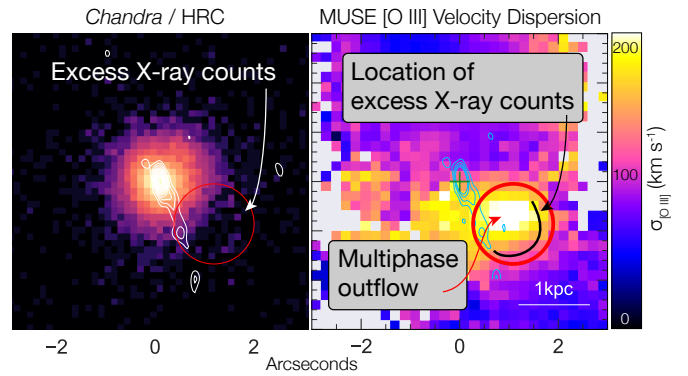 Chandra / HRC
MUSE [O III] Velocity Dispersion
Excess X-ray counts
Location of
excess X-ray counts
Multiphase
outflow
1kpc
200
100
0
σ[O III] (km s⁻¹)
−2
0
2
−2
0
2
Arcseconds